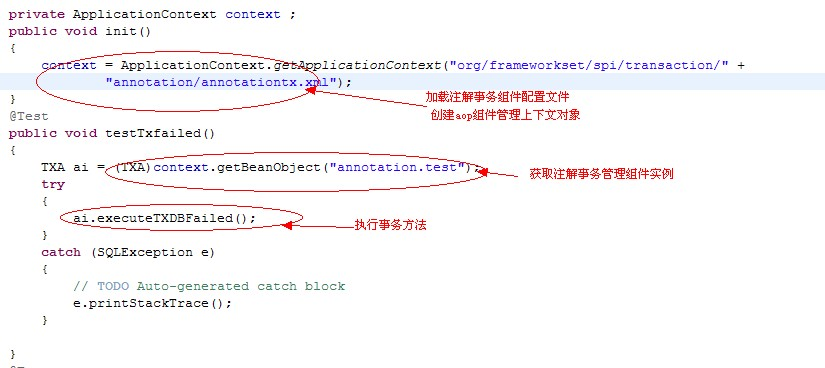 private ApplicationContext context ;
public void init()
{
context = ApplicationContext.getApplicationContext("org/frameworkset/spi/transaction/" +
"annotation/annotationtx.xml");
加载注解事务组件配置文件
}
创建aop组件管理上下文对象
@Test
public void testTxfailed()
{
TXA ai = (TXA)context.getBeanObject("annotation.test");
获取注解事务管理组件实例
try
{
ai.executeTXDBFailed();
执行事务方法
}
catch (SQLException e)
{
// TODO Auto-generated catch block
e.printStackTrace();
}
}